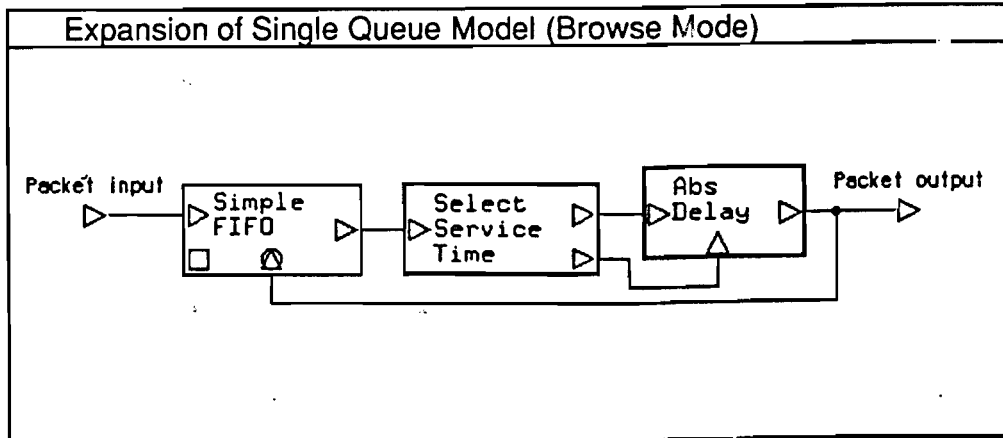 Expansion of Single Queue Model (Browse Mode)
Packet input
Simple
FIFO
Select
Service
Time
Abs
Delay
Packet output